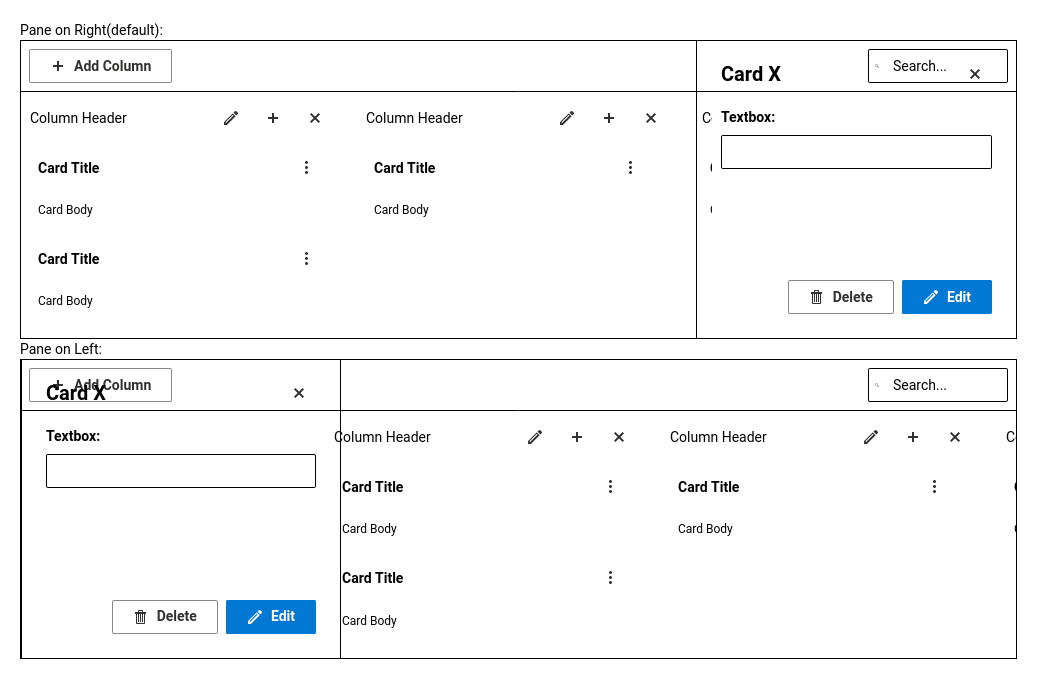 Pane on Right(default):
Add Column
Card X
Search...
Column Header
Column Header
C
Textbox:
Card Title
Card Title
Card Body
Card Body
Card Title
Card Body
Delete
Edit
Pane on Left:
Add Column
Card X
Search...
Textbox:
Column Header
Column Header
Co
Card Title
Card Title
Card Body
Card Body
Card Title
Card Body
Delete
Edit